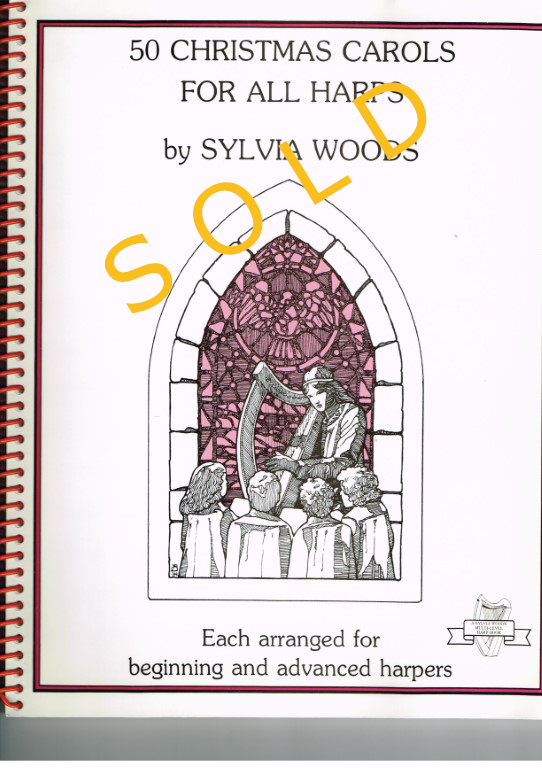 50 CHRISTMAS CAROLS
FOR ALL HARPS
by SYLVIA WOODS
SOLD
A SYLVIA WOODS
MULTI-LEVEL
HARP BOOK
Each arranged for
beginning and advanced harpers